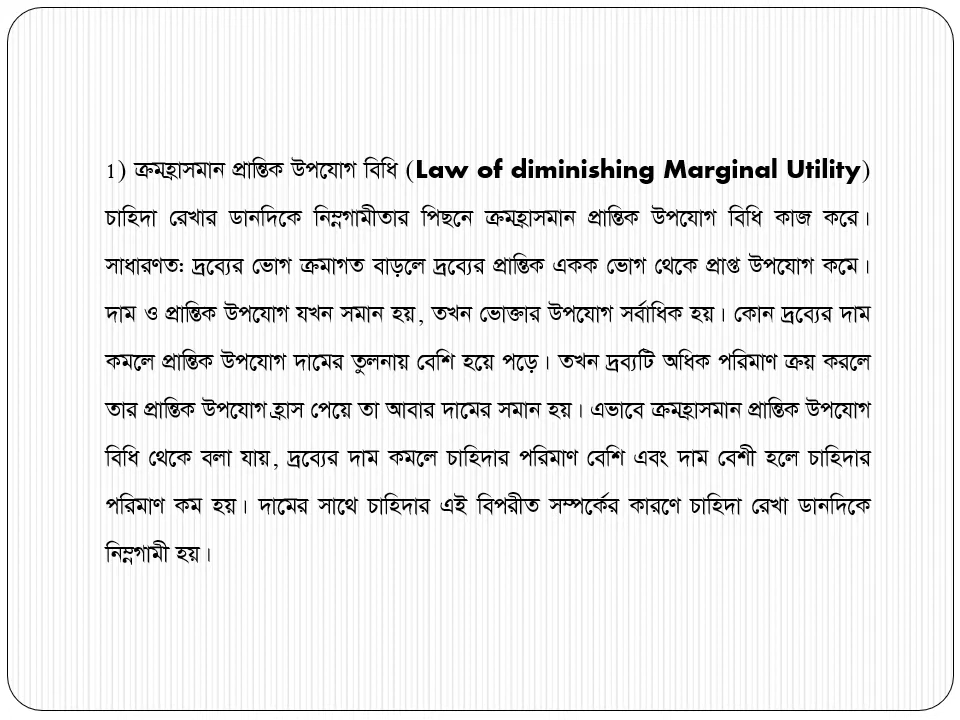 1) ক্রমহ্রাসমান প্রান্তিক উপযোগ বিধি (Law of diminishing Marginal Utility)
চাহিদা রেখার ডানদিকে নিম্নগামীতার পিছনে ক্রমহ্রাসমান প্রান্তিক উপযোগ বিধি কাজ করে।
সাধারণত: দ্রব্যের ভোগ ক্রমাগত বাড়লে দ্রব্যের প্রান্তিক একক ভোগ থেকে প্রাপ্ত উপযোগ কমে।
দাম ও প্রান্তিক উপযোগ যখন সমান হয়, তখন ভোক্তার উপযোগ সর্বাধিক হয়। কোন দ্রব্যের দাম
কমলে প্রান্তিক উপযোগ দামের তুলনায় বেশি হয়ে পড়ে। তখন দ্রব্যটি অধিক পরিমাণ ক্রয় করলে
তার প্রান্তিক উপযোগ হ্রাস পেয়ে তা আবার দামের সমান হয়। এভাবে ক্রমহ্রাসমান প্রান্তিক উপযোগ
বিধি থেকে বলা যায়, দ্রব্যের দাম কমলে চাহিদার পরিমাণ বেশি এবং দাম বেশী হলে চাহিদার
পরিমাণ কম হয়। দামের সাথে চাহিদার এই বিপরীত সম্পর্কের কারণে চাহিদা রেখা ডানদিকে
নিম্নগামী হয়।